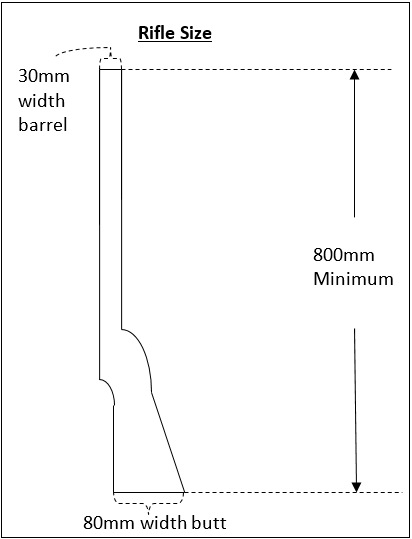 Rifle Size
30mm
width
barrel
800mm
Minimum
80mm width butt